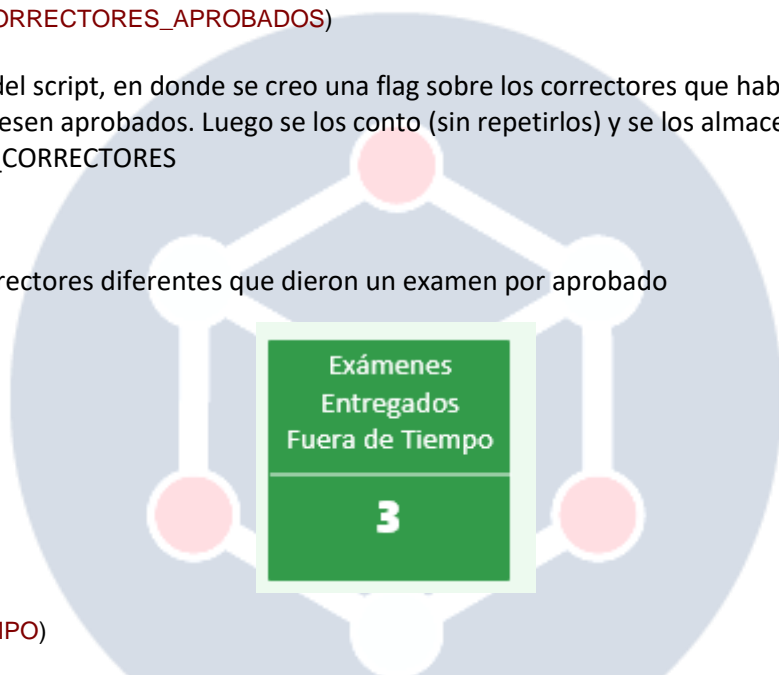 ORRECTORES_APROBADOS)
del script, en donde se creo una flag sobre los correctores que hab
esen aprobados. Luego se los conto (sin repetirlos) y se los almace
_CORRECTORES
rectores diferentes que dieron un examen por aprobado
Exámenes
Entregados
Fuera de Tiempo
3
IPO)